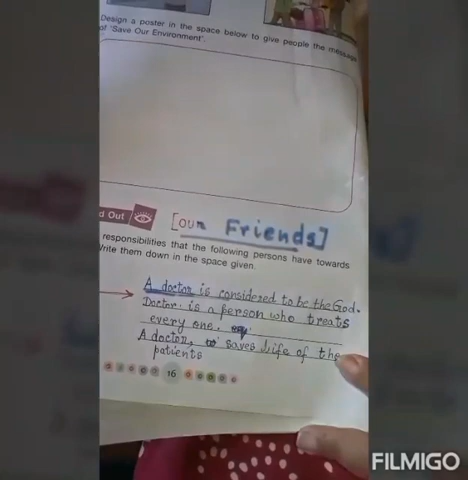 Design a poster in the space below to give people the message
of "Save Our Environment".
d Out
[our Friends]
responsibilities that the following persons have towards
Write them down in the space given.
A doctor is considered to be the God.
Doctor is a person who treats
every one.
A doctor, saves life of the
patients
16
FILMIGO